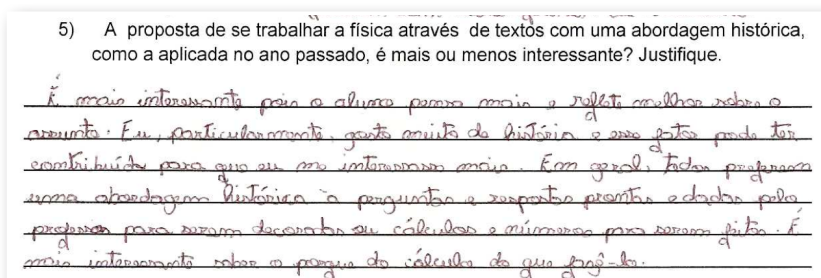 5) A proposta de se trabalhar a física através de textos com uma abordagem histórica,
como a aplicada no ano passado, é mais ou menos interessante? Justifique.
É mais interessante pois o aluno pensa mais e reflete melhor sobre o
assunto. Eu, particularmente, gosto muito de história e esse fator pode ter
contribuído para que eu me interessasse mais. Em geral, todos preferem
uma abordagem histórica à perguntas e respostas prontas e dadas pelo
professor para serem decoradas ou cálculos e números pra serem feitos. É
mais interessante saber o porque do cálculo do que fazê-lo.